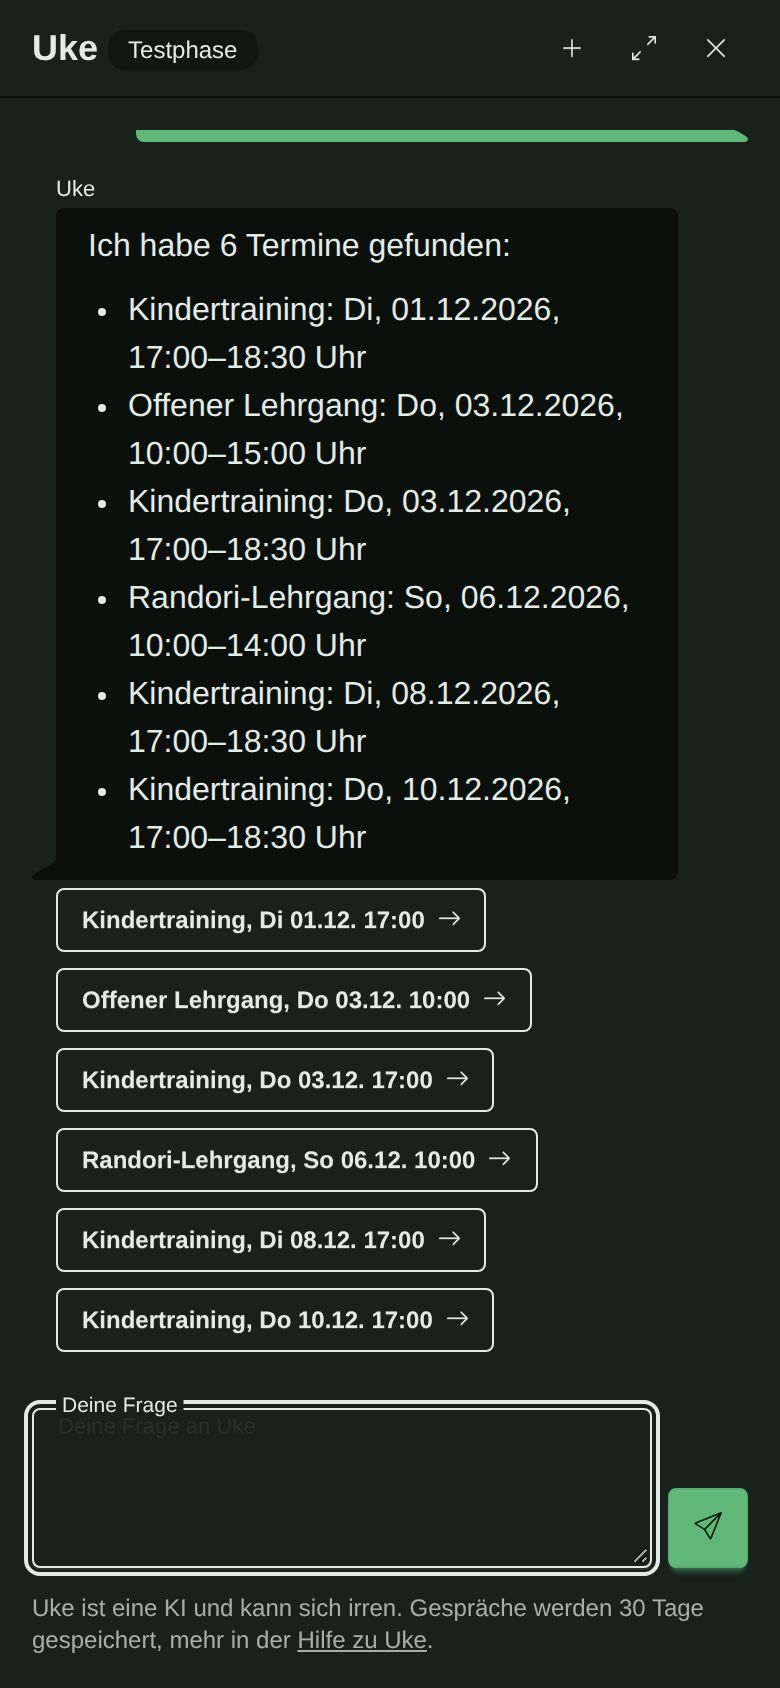 Uke Testphase
Uke
Ich habe 6 Termine gefunden:
• Kindertraining: Di, 01.12.2026,
17:00–18:30 Uhr
• Offener Lehrgang: Do, 03.12.2026,
10:00–15:00 Uhr
• Kindertraining: Do, 03.12.2026,
17:00–18:30 Uhr
• Randori-Lehrgang: So, 06.12.2026,
10:00–14:00 Uhr
• Kindertraining: Di, 08.12.2026,
17:00–18:30 Uhr
• Kindertraining: Do, 10.12.2026,
17:00–18:30 Uhr
Kindertraining, Di 01.12. 17:00 →
Offener Lehrgang, Do 03.12. 10:00 →
Kindertraining, Do 03.12. 17:00 →
Randori-Lehrgang, So 06.12. 10:00 →
Kindertraining, Di 08.12. 17:00 →
Kindertraining, Do 10.12. 17:00 →
Deine Frage
Deine Frage an Uke
Uke ist eine KI und kann sich irren. Gespräche werden 30 Tage
gespeichert, mehr in der Hilfe zu Uke.